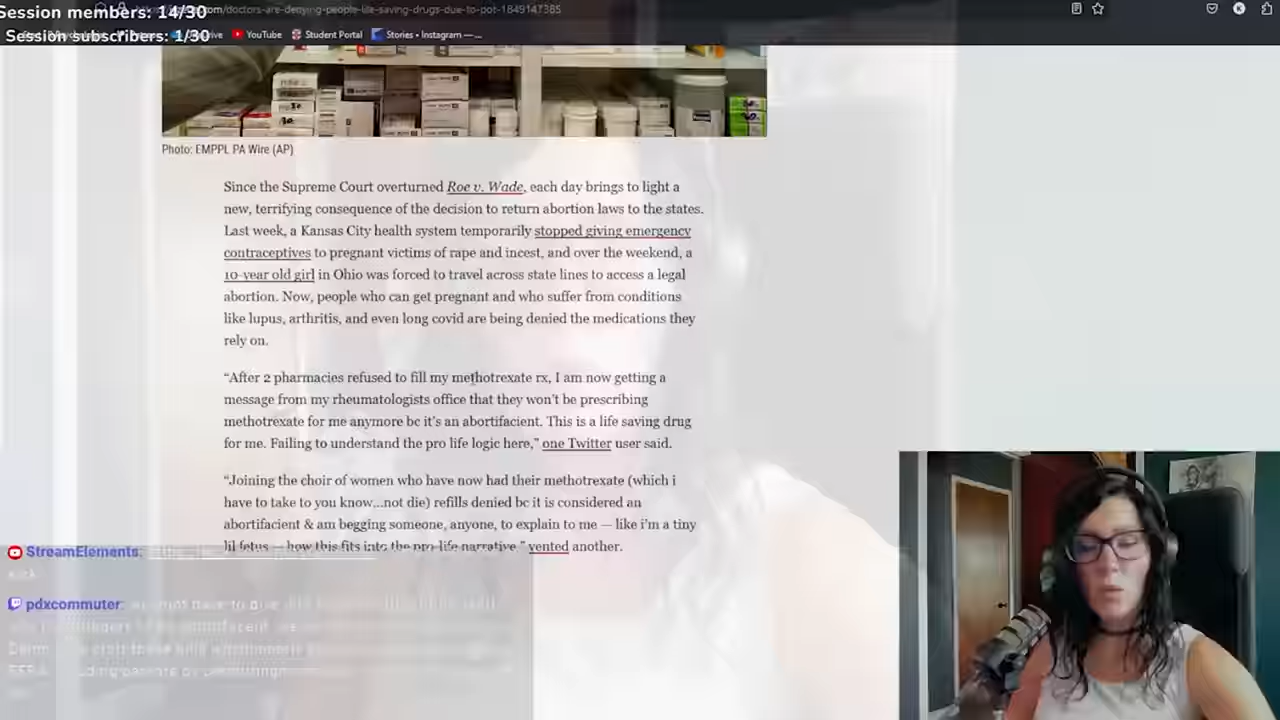 Session members: 14/30
/doctors-are-denying-people-life-saving-drugs-due-to-pot-1849147385
Session subscribers: 1/30
YouTube
Student Portal
Stories • Instagram —...
Photo: EMPPL PA Wire (AP)
Since the Supreme Court overturned Roe v. Wade, each day brings to light a
new, terrifying consequence of the decision to return abortion laws to the states.
Last week, a Kansas City health system temporarily stopped giving emergency
contraceptives to pregnant victims of rape and incest, and over the weekend, a
10-year old girl in Ohio was forced to travel across state lines to access a legal
abortion. Now, people who can get pregnant and who suffer from conditions
like lupus, arthritis, and even long covid are being denied the medications they
rely on.
“After 2 pharmacies refused to fill my methotrexate rx, I am now getting a
message from my rheumatologists office that they won’t be prescribing
methotrexate for me anymore bc it’s an abortifacient. This is a life saving drug
for me. Failing to understand the pro life logic here,” one Twitter user said.
“Joining the choir of women who have now had their methotrexate (which i
have to take to you know...not die) refills denied bc it is considered an
abortifacient & am begging someone, anyone, to explain to me — like i’m a tiny
lil fetus — how this fits into the pro-life narrative,” vented another.
StreamElements:
pdxcommuter: